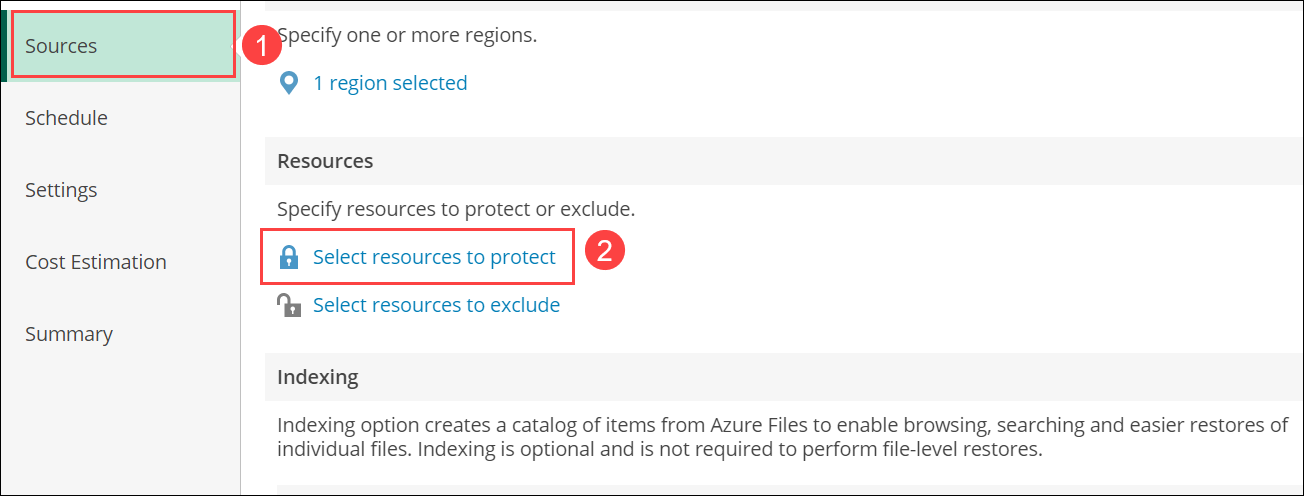 Sources
1
Schedule
Settings
Cost Estimation
Summary
Specify one or more regions.
1 region selected
Resources
Specify resources to protect or exclude.
Select resources to protect
2
Select resources to exclude
Indexing
Indexing option creates a catalog of items from Azure Files to enable browsing, searching and easier restores of
individual files. Indexing is optional and is not required to perform file-level restores.